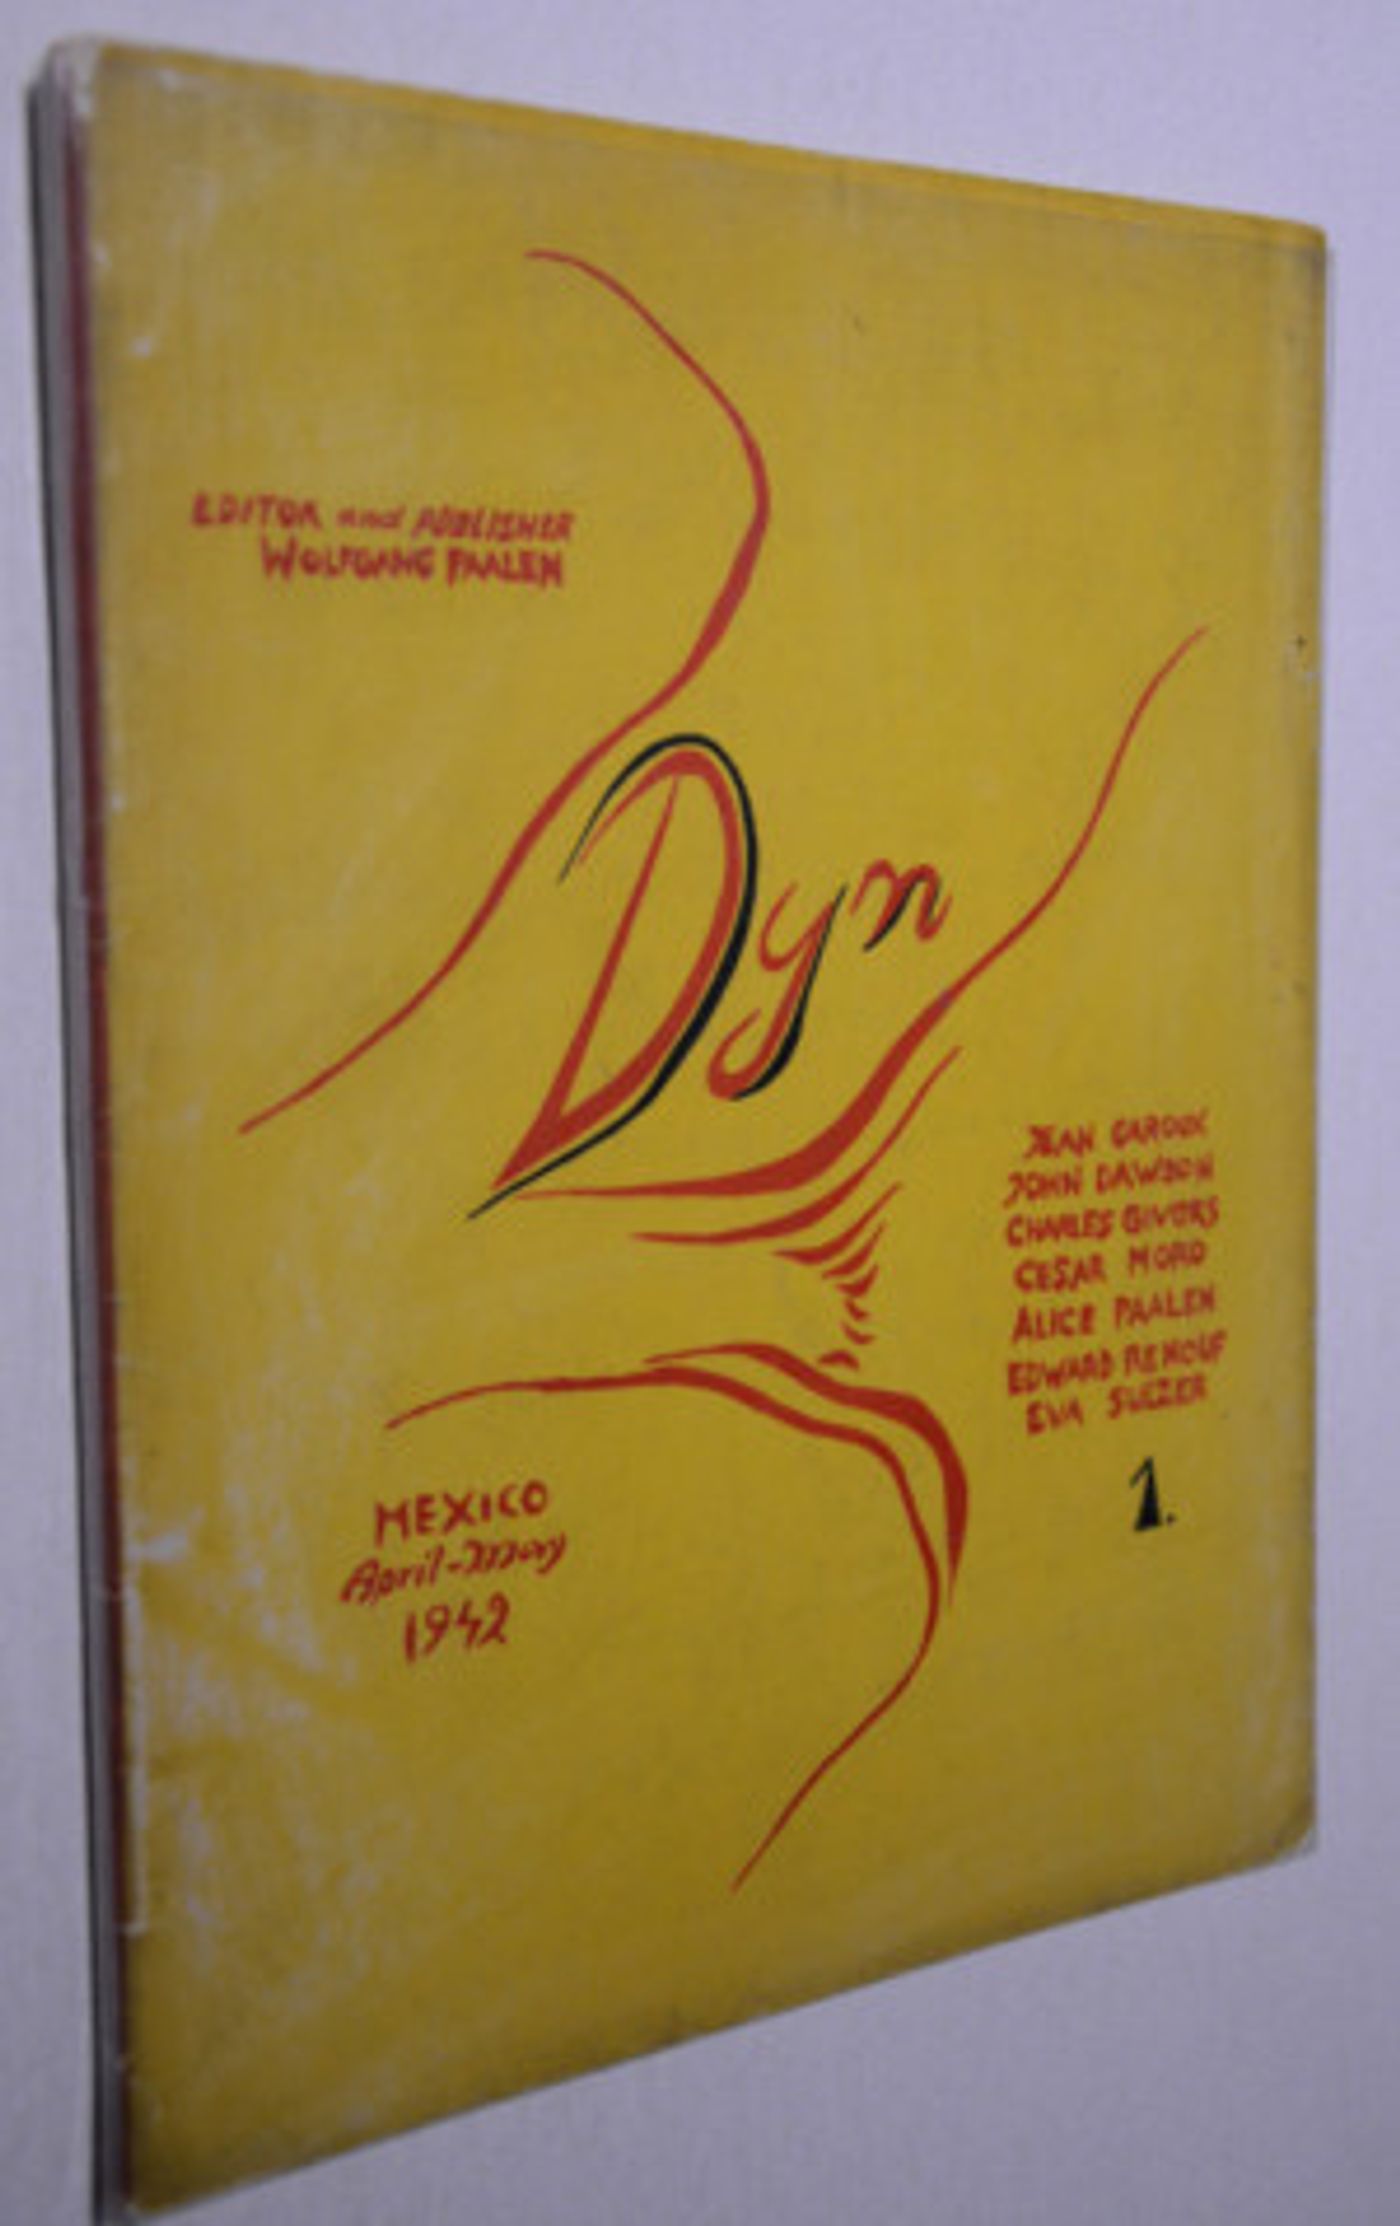 EDITOR and PUBLISHER
WOLFGANG PAALEN
Dyn
JEAN CAROUX
JOHN DAWSON
CHARLES GIVORS
CESAR MORO
ALICE PAALEN
EDWARD RENOUF
EVA SULZER
1.
MEXICO
April-May
1942